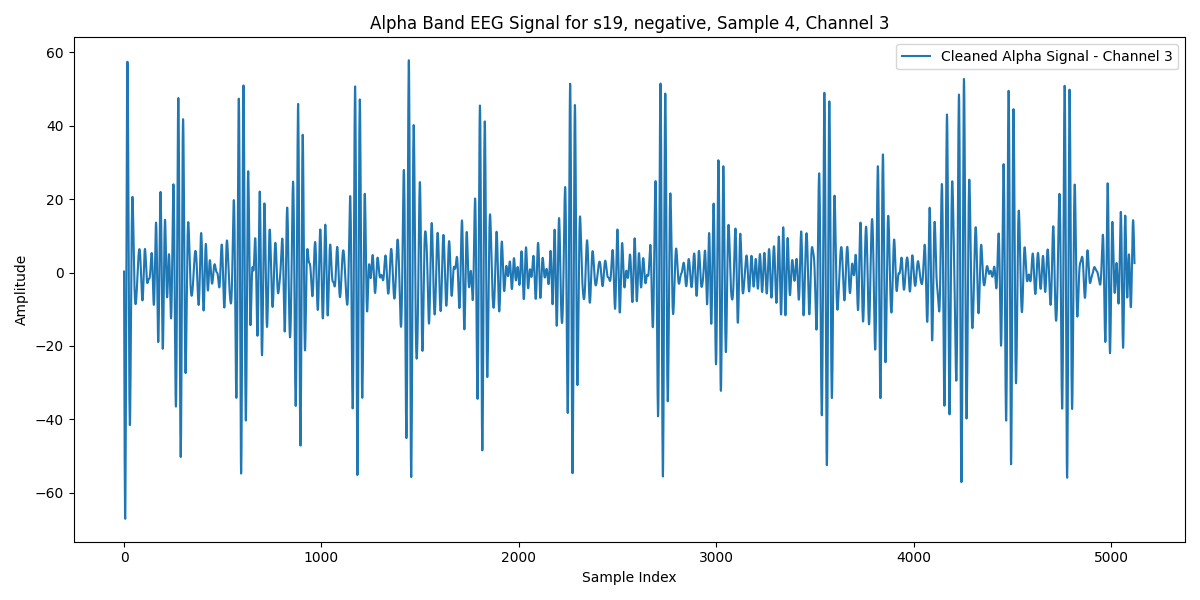 Alpha Band EEG Signal for s19, negative, Sample 4, Channel 3
Cleaned Alpha Signal - Channel 3
60
40
20
0
−20
−40
−60
Amplitude
0 1000 2000 3000 4000 5000
Sample Index